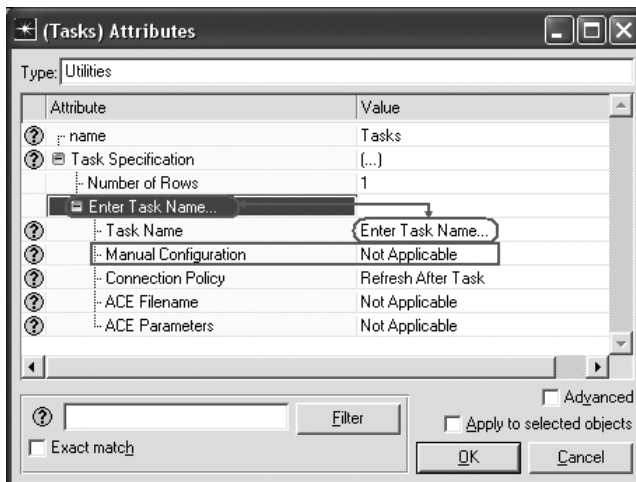 (Tasks) Attributes
Type: Utilities
Attribute Value
name Tasks
Task Specification (...)
Number of Rows 1
Enter Task Name...
Task Name Enter Task Name...
Manual Configuration Not Applicable
Connection Policy Refresh After Task
ACE Filename Not Applicable
ACE Parameters Not Applicable
Advanced
Filter
Apply to selected objects
Exact match
OK Cancel